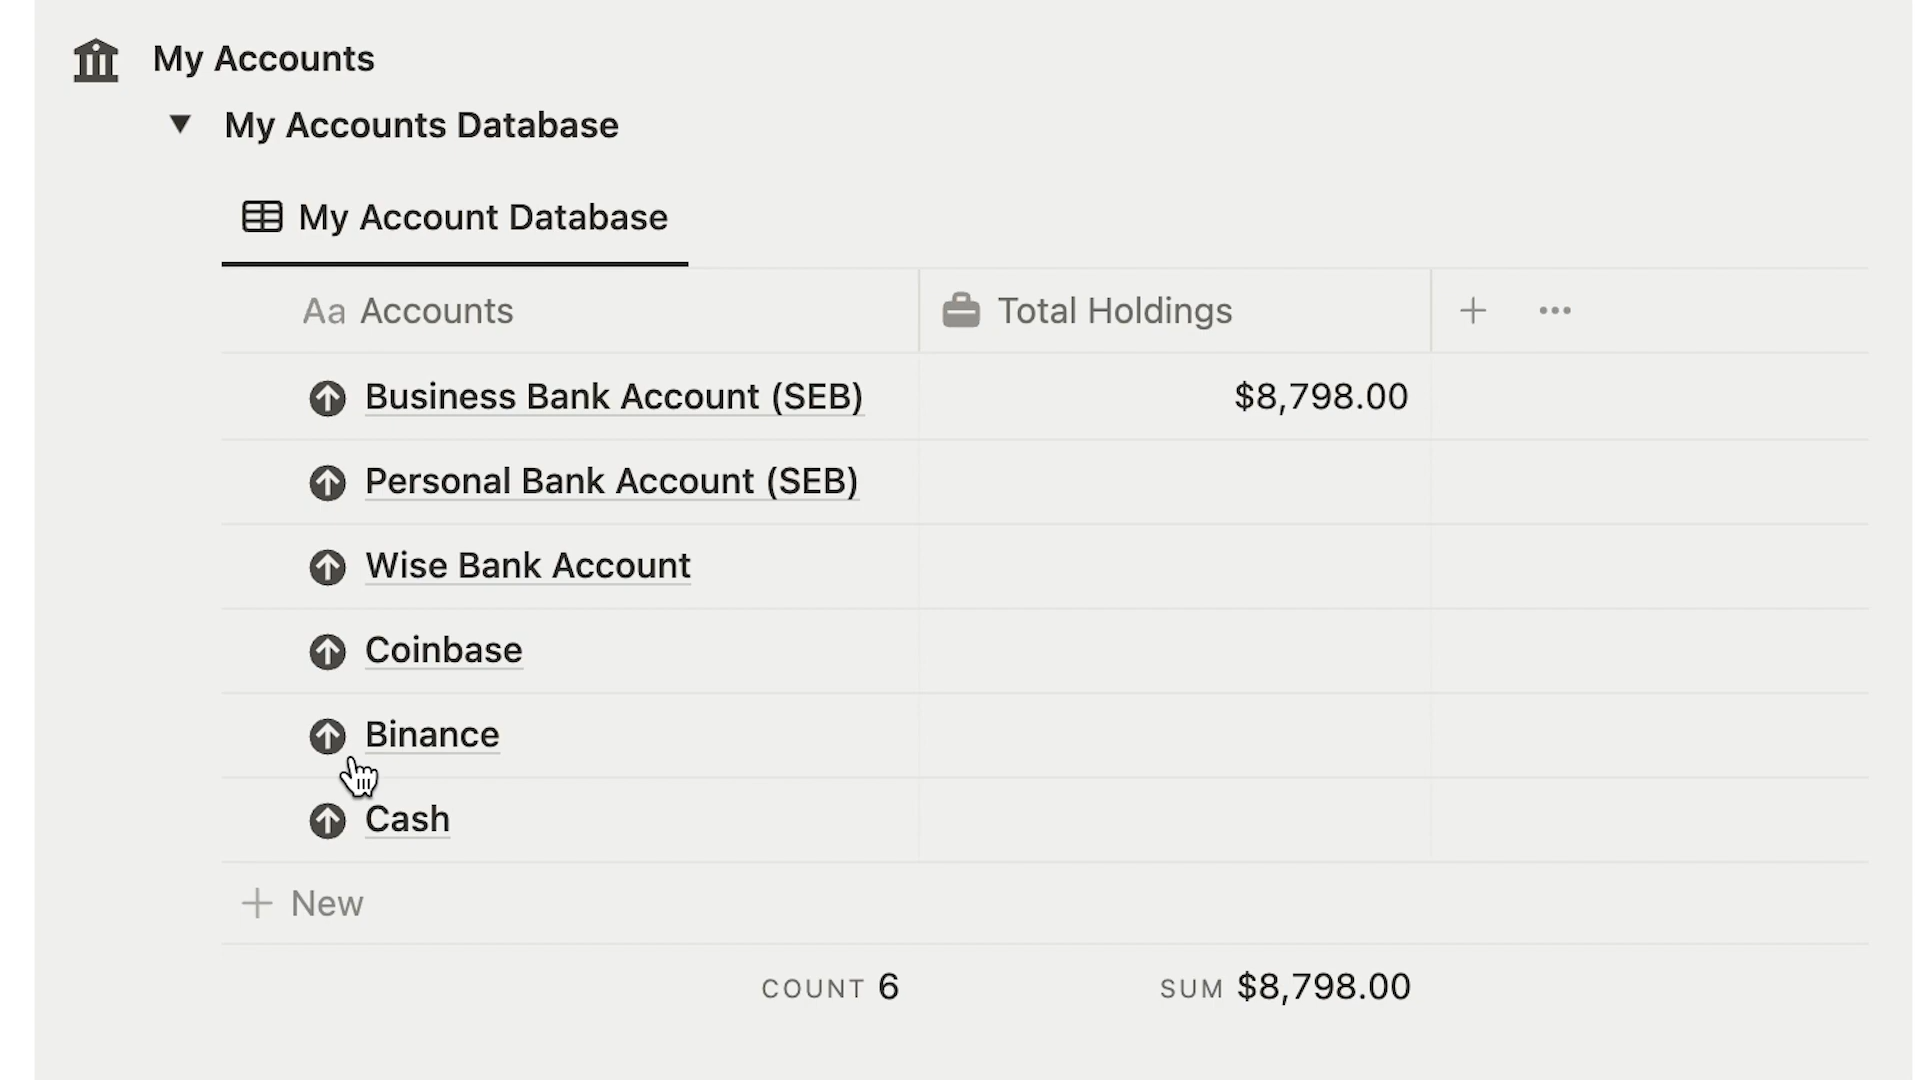 My Accounts
My Accounts Database
My Account Database
Aa Accounts Total Holdings
Business Bank Account (SEB) $8,798.00
Personal Bank Account (SEB)
Wise Bank Account
Coinbase
Binance
Cash
+ New
COUNT 6 SUM $8,798.00